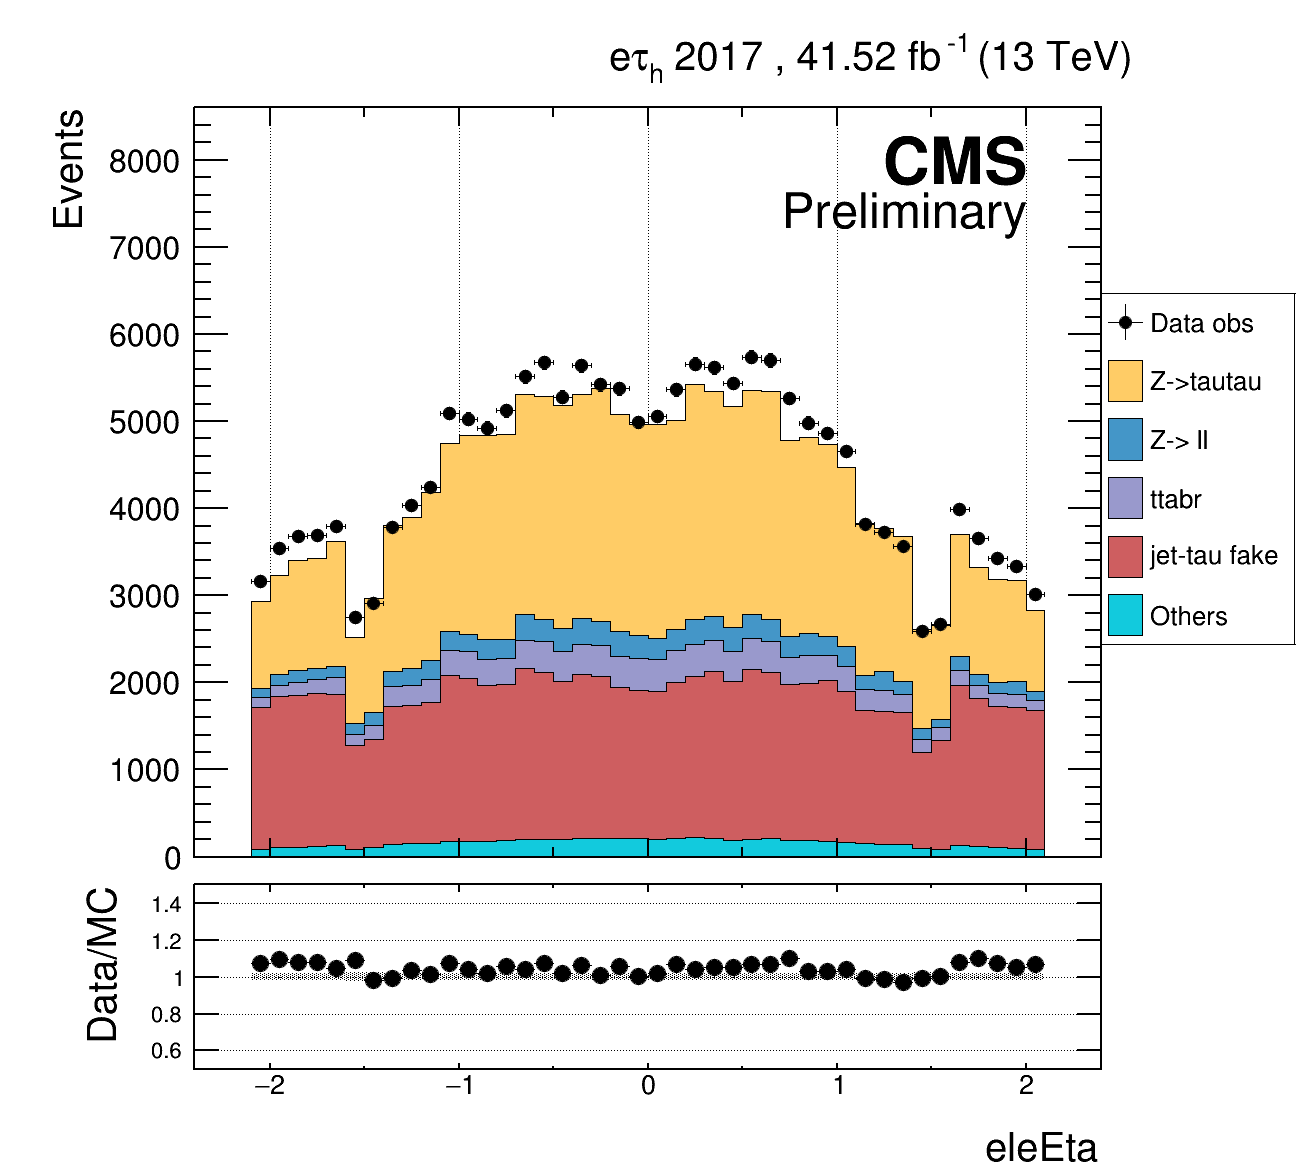 eτh 2017 , 41.52 fb-1 (13 TeV)
Events
8000
7000
6000
5000
4000
3000
2000
1000
0
CMS
Preliminary
Data obs
Z->tautau
Z-> ll
ttabr
jet-tau fake
Others
Data/MC
1.4
1.2
1
0.8
0.6
−2 −1 0 1 2
eleEta